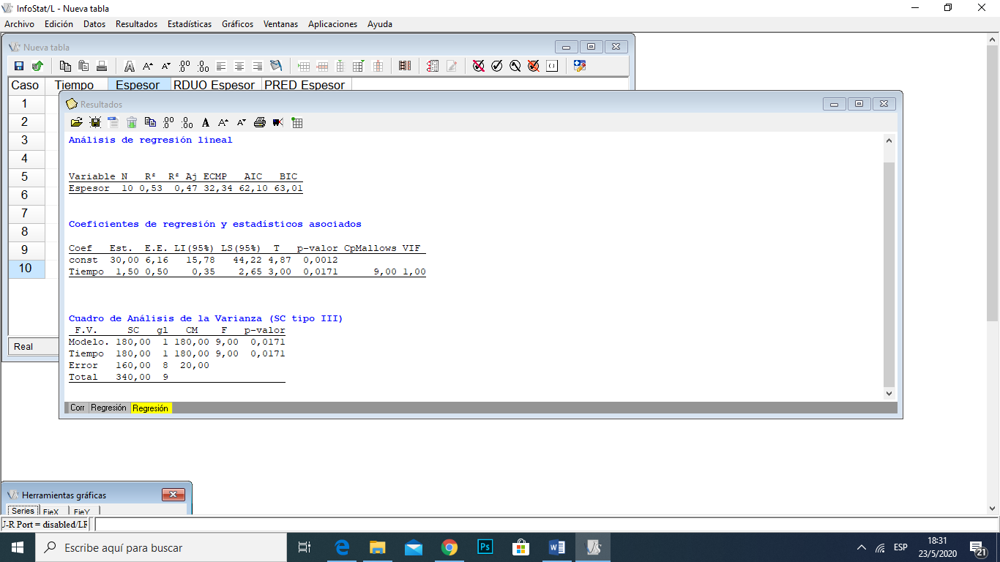 InfoStat/L - Nueva tabla
Archivo Edición Datos Resultados Estadísticas Gráficos Ventanas Aplicaciones Ayuda
Nueva tabla
Caso Tiempo Espesor RDUO Espesor PRED Espesor
1
2
3
4
5
6
7
8
9
10
Real
Resultados
Análisis de regresión lineal
Variable N R² R² Aj ECMP AIC BIC
Espesor 10 0,53 0,47 32,34 62,10 63,01
Coeficientes de regresión y estadísticos asociados
Coef Est. E.E. LI(95%) LS(95%) T p-valor CpMallows VIF
const 30,00 6,16 15,78 44,22 4,87 0,0012
Tiempo 1,50 0,50 0,35 2,65 3,00 0,0171 9,00 1,00
Cuadro de Análisis de la Varianza (SC tipo III)
F.V. SC gl CM F p-valor
Modelo. 180,00 1 180,00 9,00 0,0171
Tiempo 180,00 1 180,00 9,00 0,0171
Error 160,00 8 20,00
Total 340,00 9
Corr Regresión Regresión
Herramientas gráficas
Series EjeX EjeY
J-R Port = disabled/LF
Escribe aquí para buscar
Ps
ESP
18:31
23/5/2020
21